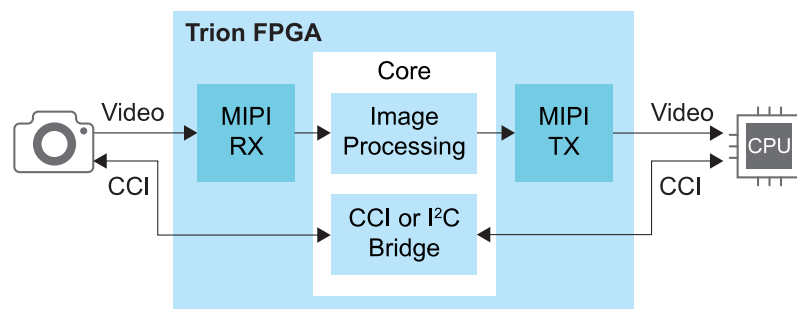 Trion FPGA
Core
Video
MIPI
RX
Image
Processing
MIPI
TX
Video
CPU
CCI
CCI or I²C
Bridge
CCI